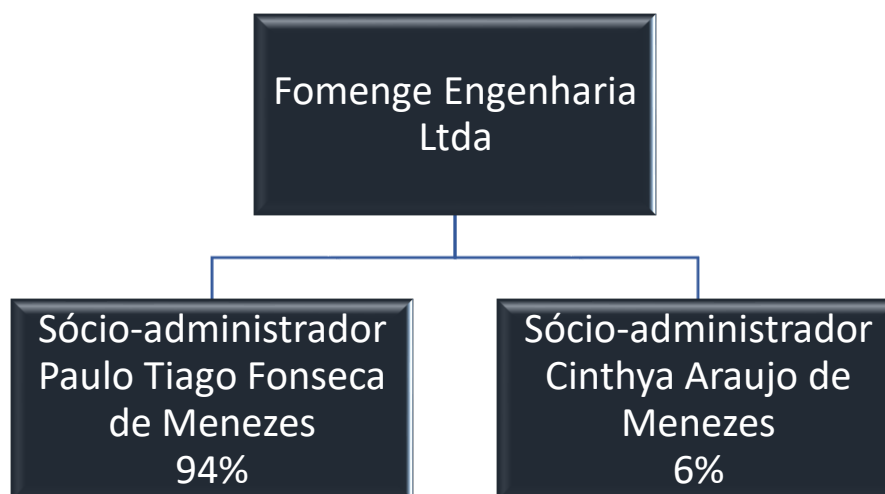 Fomenge Engenharia
Ltda
Sócio-administrador
Paulo Tiago Fonseca
de Menezes
94%
Sócio-administrador
Cinthya Araujo de
Menezes
6%